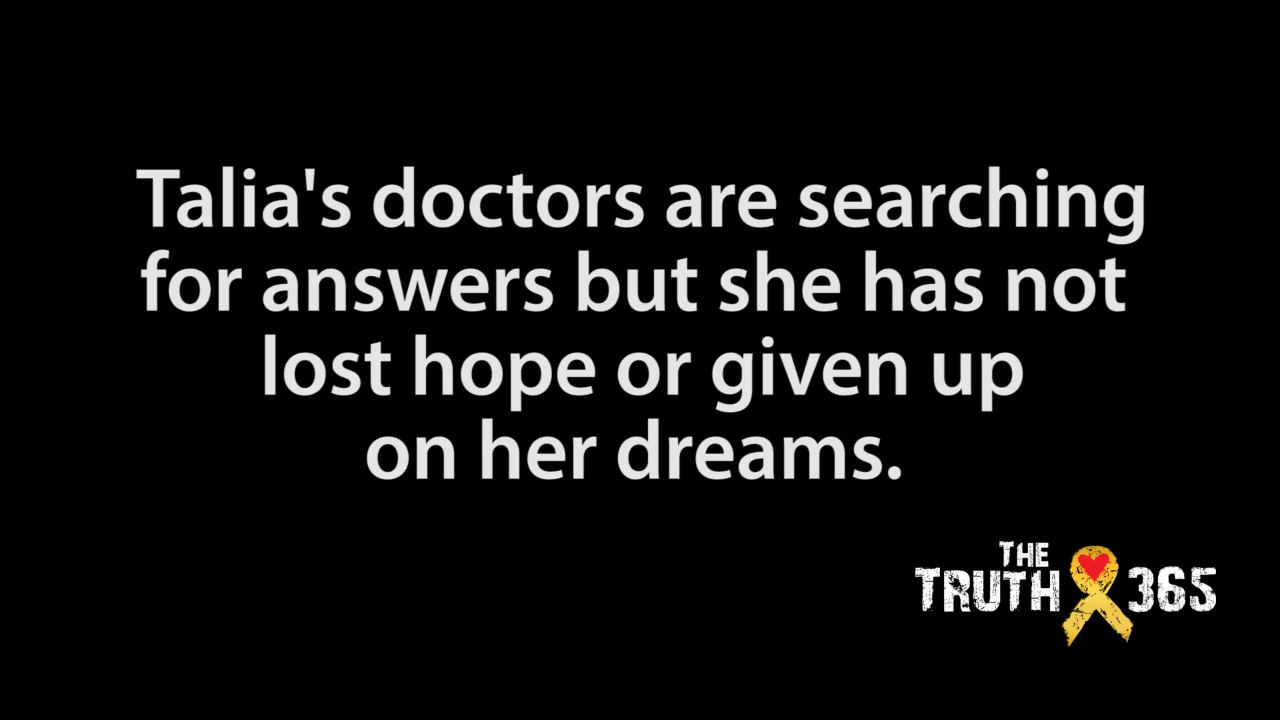 Talia's doctors are searching
for answers but she has not
lost hope or given up
on her dreams.
THE
TRUTH 365